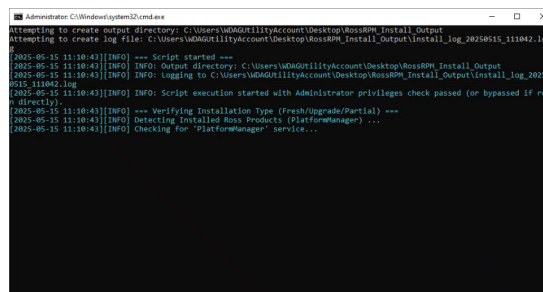 Administrator: C:\Windows\system32\cmd.exe
Attempting to create output directory: C:\Users\WDAGUtilityAccount\Desktop\RossRPM_Install_Output
Attempting to create log file: C:\Users\WDAGUtilityAccount\Desktop\RossRPM_Install_Output\install_log_20250515_111042.lo
g
[2025-05-15 11:10:43][INFO] === Script started ===
[2025-05-15 11:10:43][INFO] INFO: Output directory: C:\Users\WDAGUtilityAccount\Desktop\RossRPM_Install_Output
[2025-05-15 11:10:43][INFO] INFO: Logging to C:\Users\WDAGUtilityAccount\Desktop\RossRPM_Install_Output\install_log_2025
0515_111042.log
[2025-05-15 11:10:43][INFO] INFO: Script execution started with Administrator privileges check passed (or bypassed if ru
n directly).
[2025-05-15 11:10:43][INFO] === Verifying Installation Type (Fresh/Upgrade/Partial) ===
[2025-05-15 11:10:43][INFO] Detecting Installed Ross Products (PlatformManager) ...
[2025-05-15 11:10:43][INFO] Checking for 'PlatformManager' service...